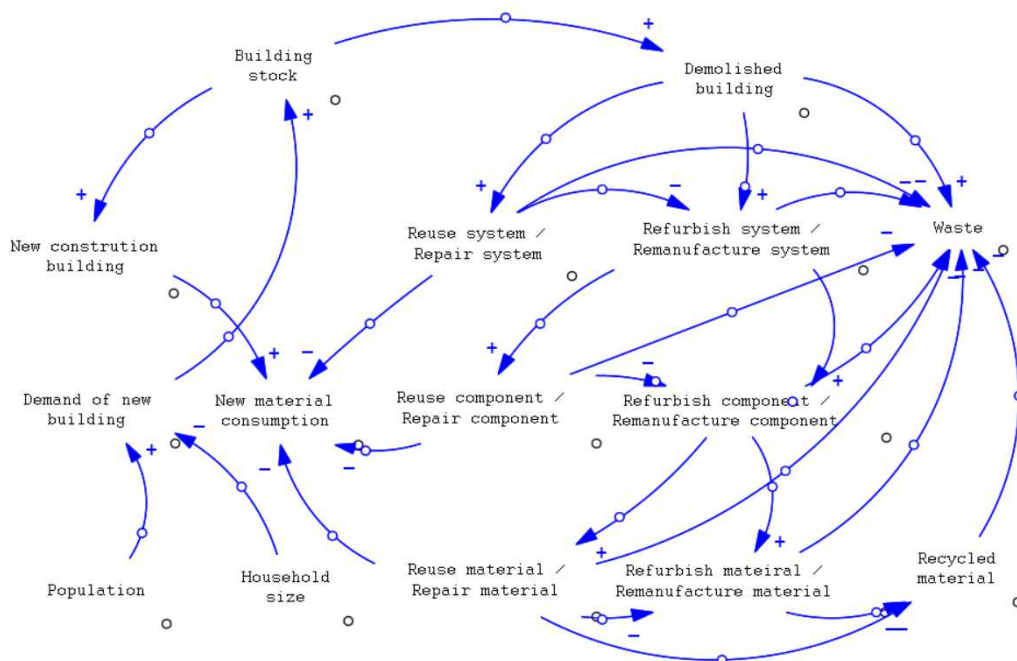 Building
stock
Demolished
building
New constrution
building
Reuse system /
Repair system
Refurbish system /
Remanufacture system
Waste
Demand of new
building
New material
consumption
Reuse component /
Repair component
Refurbish component /
Remanufacture component
Population
Household
size
Reuse material /
Repair material
Refurbish mateiral /
Remanufacture material
Recycled
material